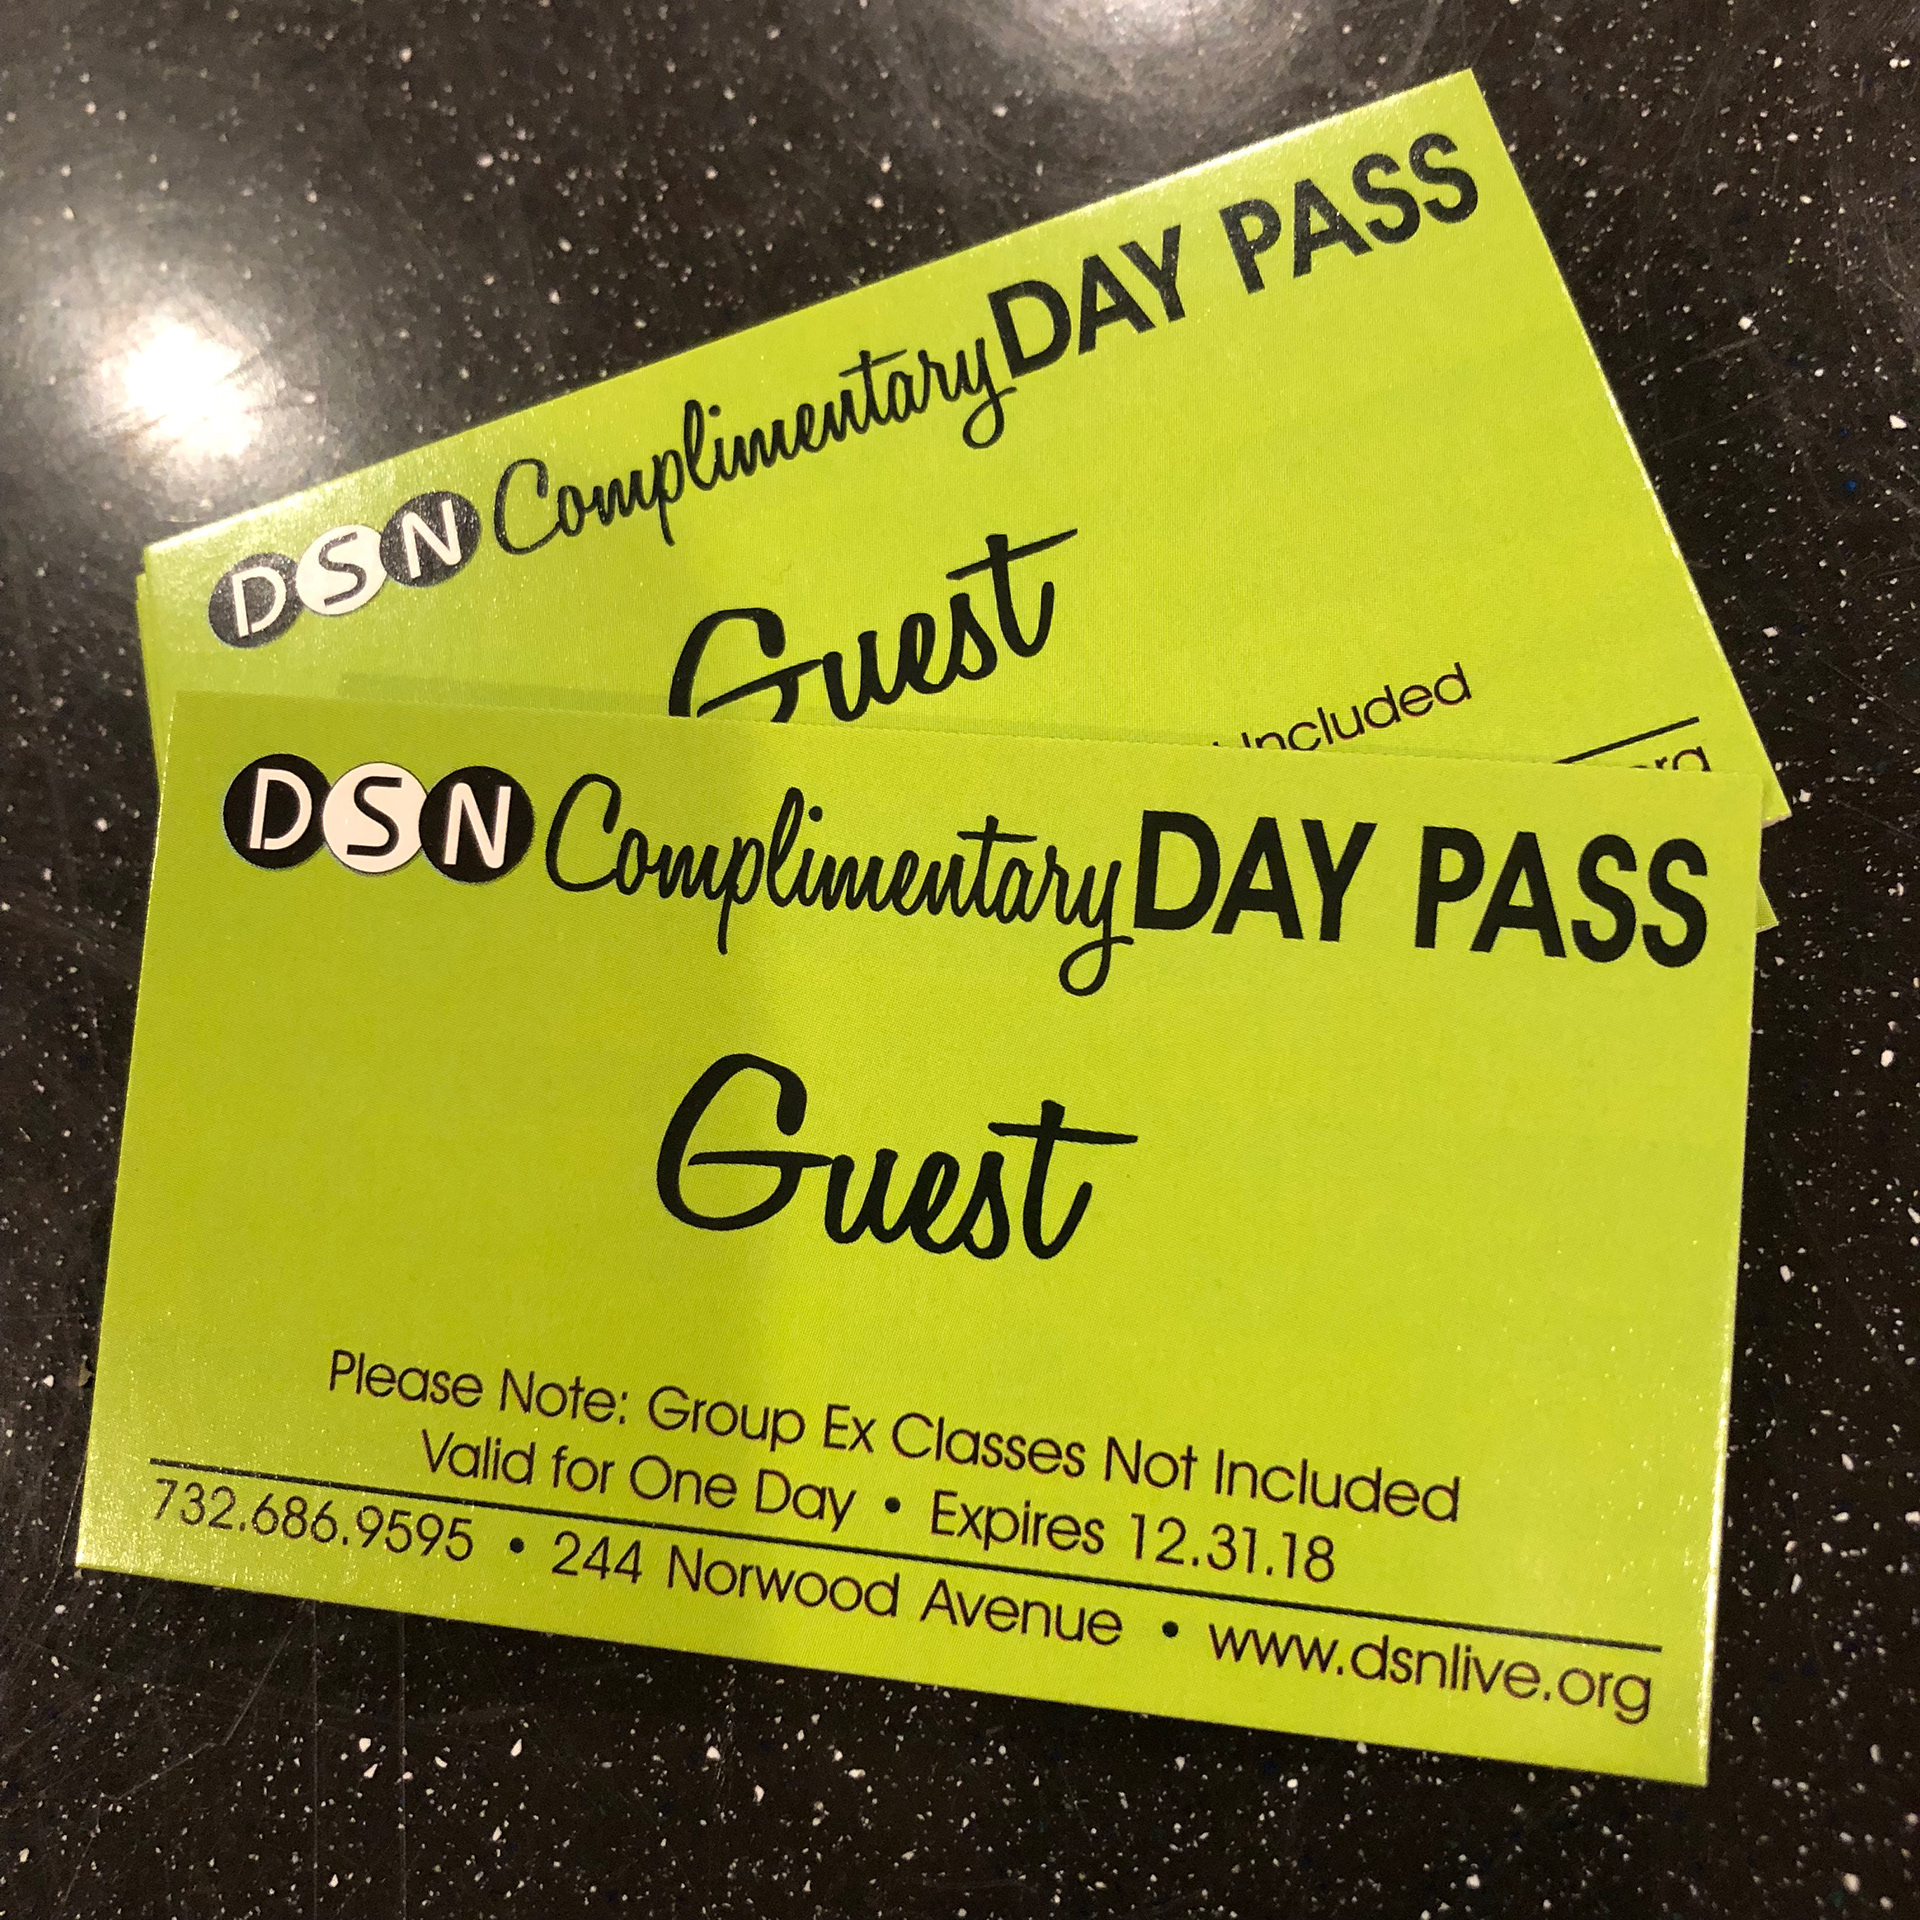 DSN Complimentary DAY PASS
Guest
Included
DSN Complimentary DAY PASS
Guest
Please Note: Group Ex Classes Not Included
Valid for One Day • Expires 12.31.18
732.686.9595 • 244 Norwood Avenue • www.dsnlive.org